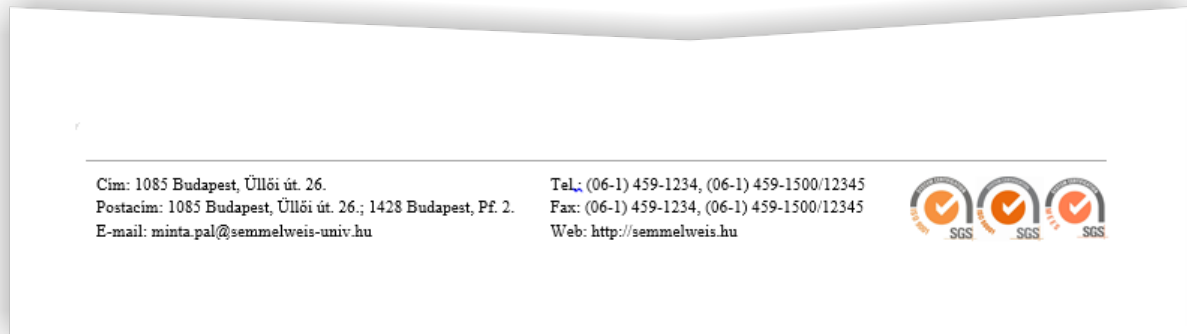 Cím: 1085 Budapest, Üllői út. 26.
Postacím: 1085 Budapest, Üllői út. 26.; 1428 Budapest, Pf. 2.
E-mail: minta.pal@semmelweis-univ.hu
Tel.: (06-1) 459-1234, (06-1) 459-1500/12345
Fax: (06-1) 459-1234, (06-1) 459-1500/12345
Web: http://semmelweis.hu
SGS
SGS
SGS